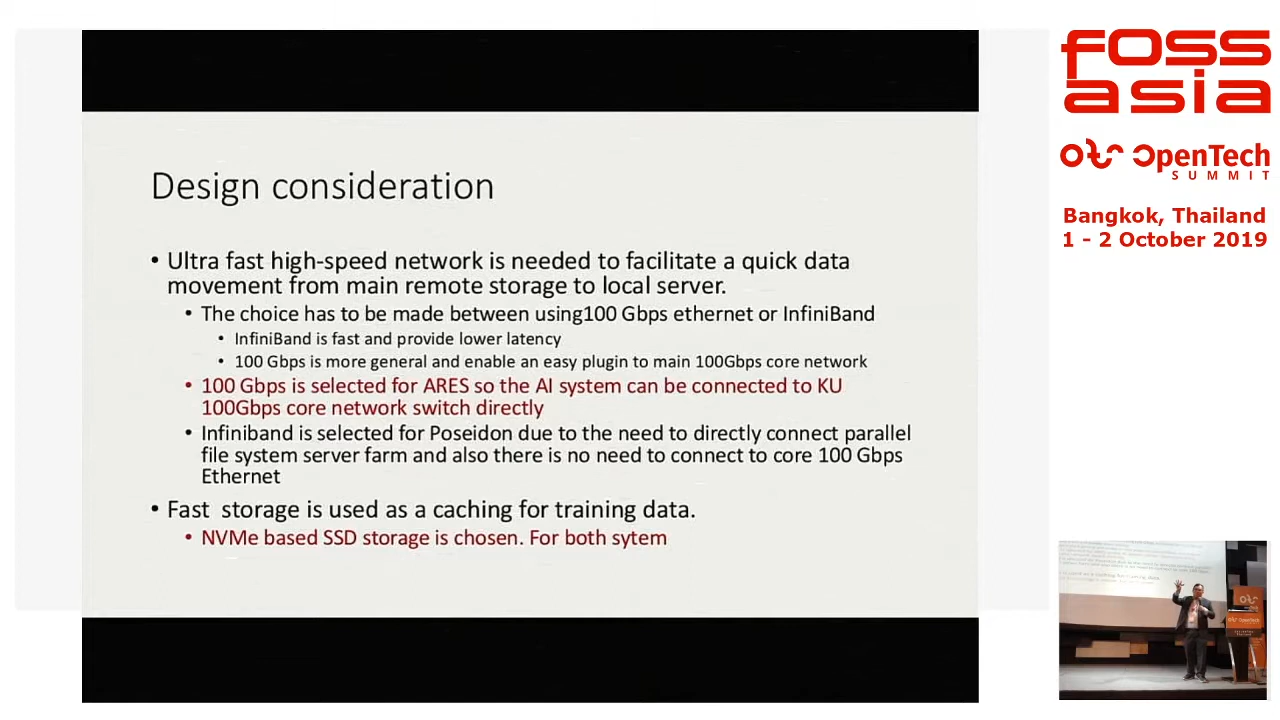 Design consideration
• Ultra fast high-speed network is needed to facilitate a quick data
movement from main remote storage to local server.
• The choice has to be made between using100 Gbps ethernet or InfiniBand
• InfiniBand is fast and provide lower latency
• 100 Gbps is more general and enable an easy plugin to main 100Gbps core network
• 100 Gbps is selected for ARES so the AI system can be connected to KU
100Gbps core network switch directly
• Infiniband is selected for Poseidon due to the need to directly connect parallel
file system server farm and also there is no need to connect to core 100 Gbps
Ethernet
• Fast storage is used as a caching for training data.
• NVMe based SSD storage is chosen. For both sytem
foss
asia
OpenTech
SUMMIT
Bangkok, Thailand
1 - 2 October 2019
OpenTech